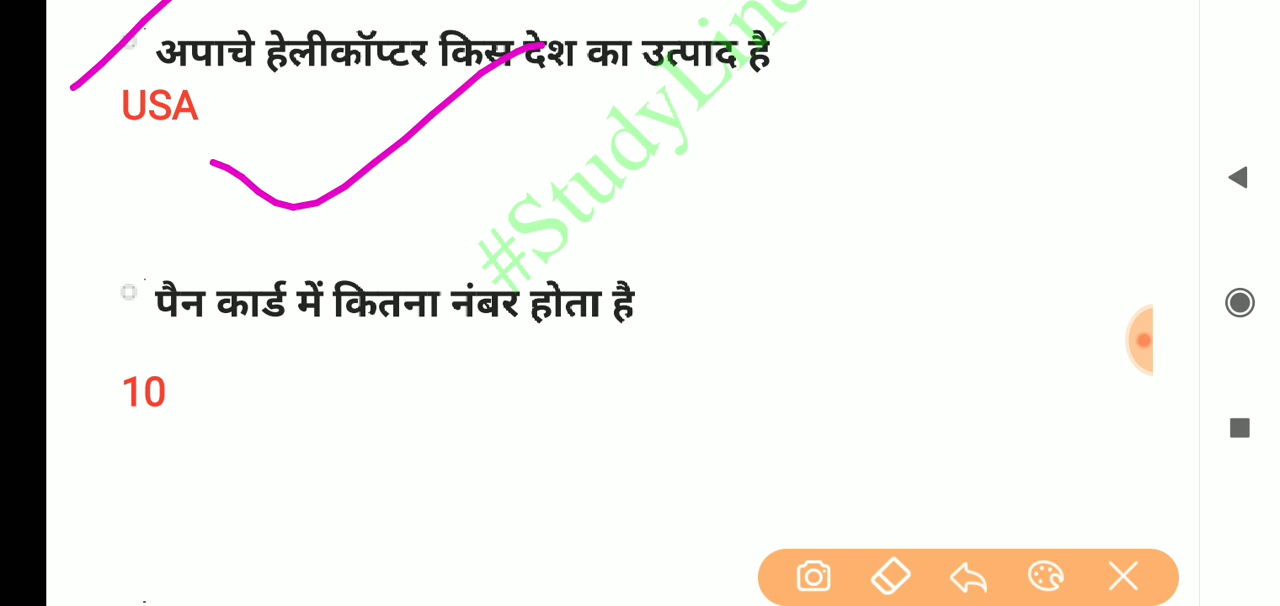 अपाचे हेलीकॉप्टर किस देश का उत्पाद है
USA
#StudyLine
पैन कार्ड में कितना नंबर होता है
10